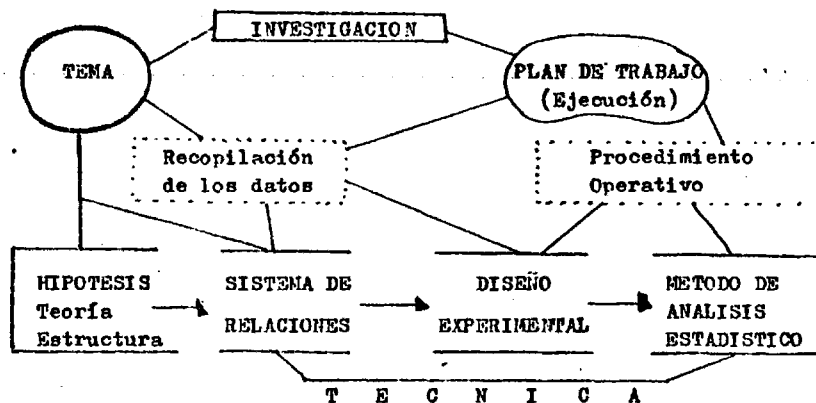 INVESTIGACION
TEMA
PLAN DE TRABAJO
(Ejecución)
Recopilación
de los datos
Procedimiento
Operativo
HIPOTESIS
Teoría
Estructura
SISTEMA DE
RELACIONES
DISEÑO
EXPERIMENTAL
METODO DE
ANALISIS
ESTADISTICO
T E C N I C A